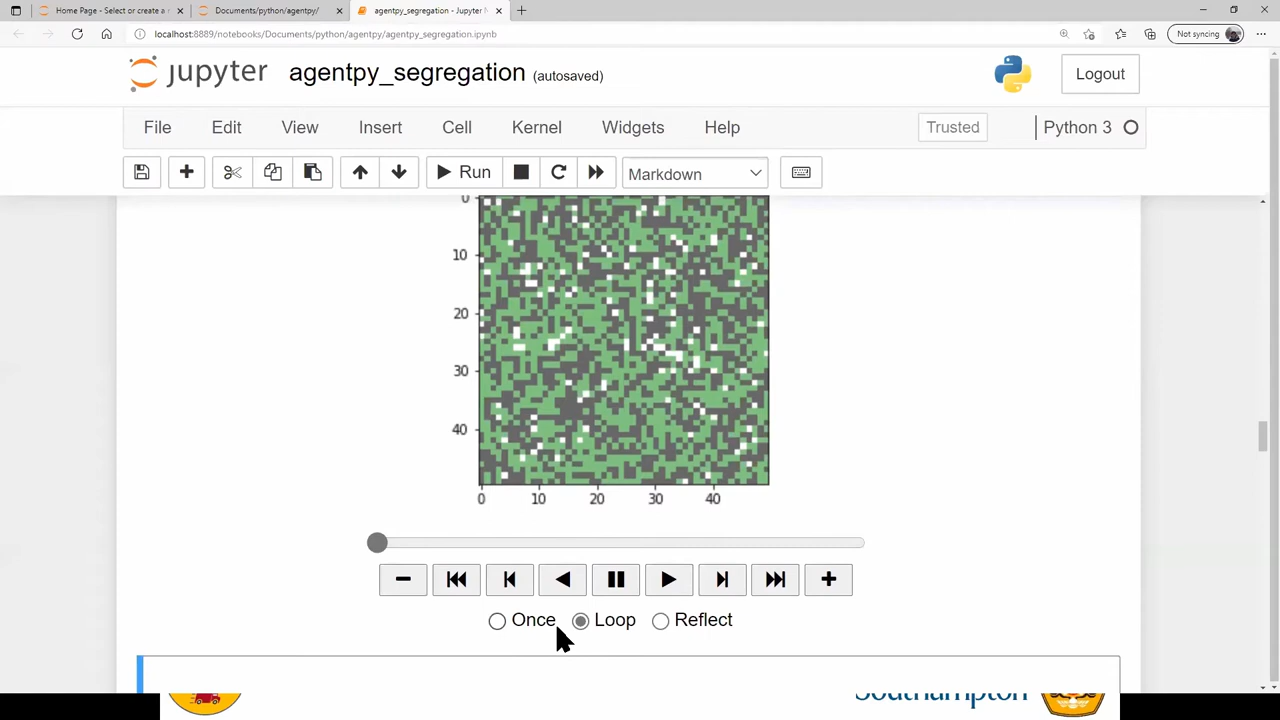 Home Page - Select or create a n
Documents/python/agentpy/
agentpy_segregation - Jupyter N
localhost:8889/notebooks/Documents/python/agentpy/agentpy_segregation.ipynb
Not syncing
jupyter agentpy_segregation (autosaved)
Logout
File Edit View Insert Cell Kernel Widgets Help
Trusted Python 3
Run Markdown
0
10
20
30
40
0 10 20 30 40
Once Loop Reflect
Southampton